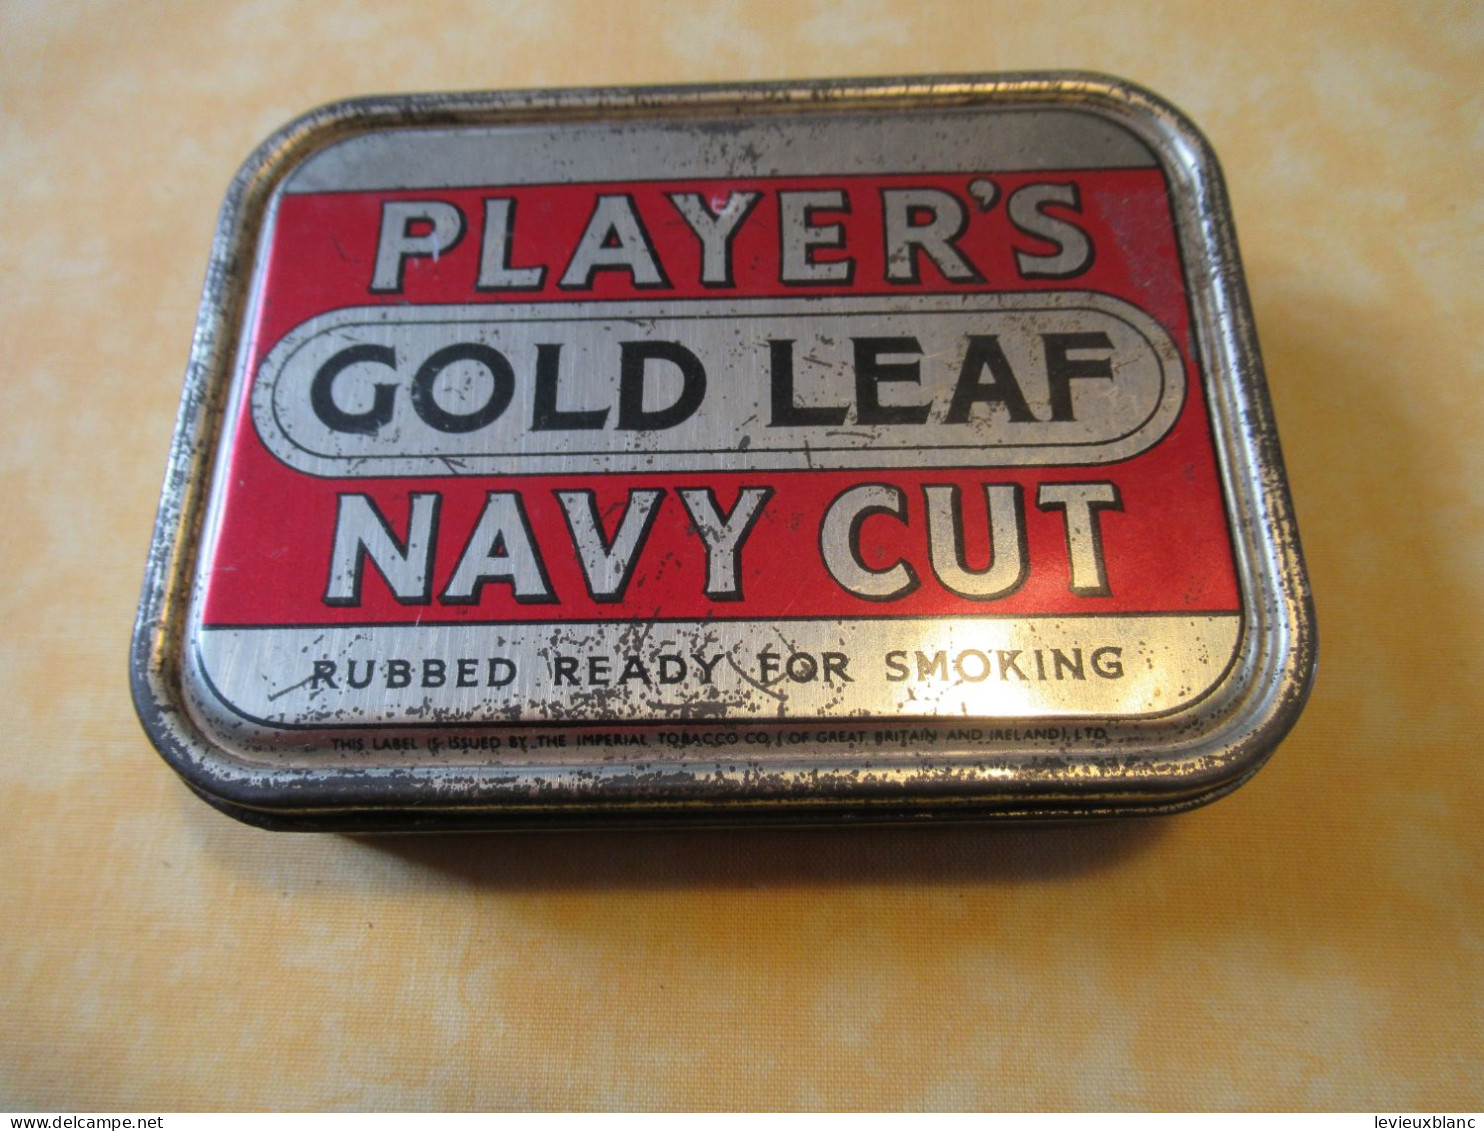 PLAYER'S
GOLD LEAF
NAVY CUT
RUBBED READY FOR SMOKING
THIS LABEL IS ISSUED BY THE IMPERIAL TOBACCO CO. (OF GREAT BRITAIN AND IRELAND), LTD.
www.delcampe.net
levieuxblanc